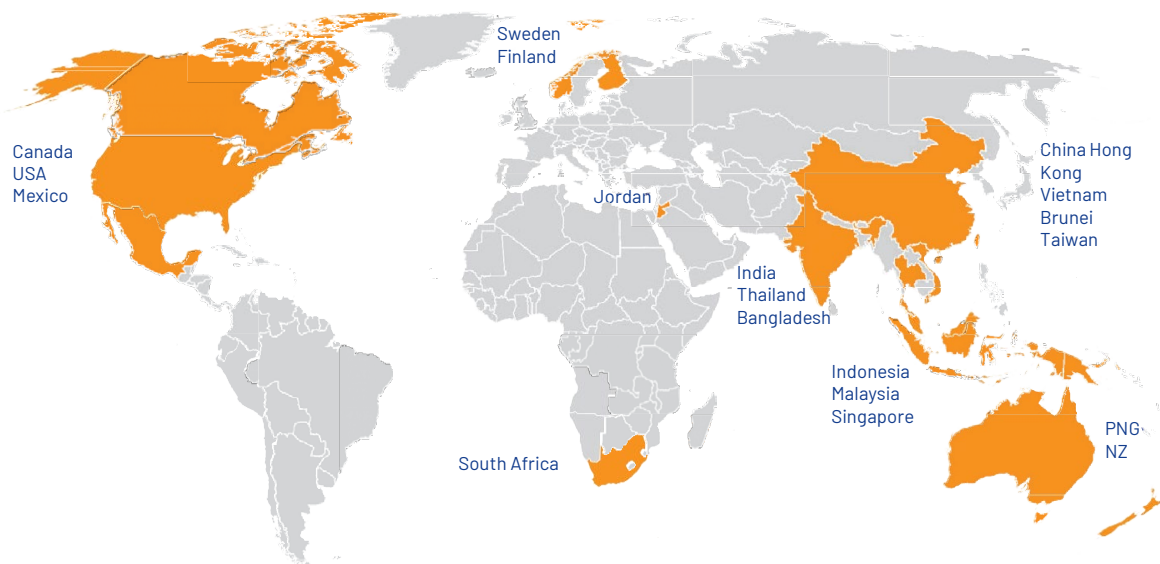 Sweden
Finland
Canada
USA
Mexico
China Hong
Kong
Vietnam
Brunei
Taiwan
Jordan
India
Thailand
Bangladesh
Indonesia
Malaysia
Singapore
PNG
NZ
South Africa